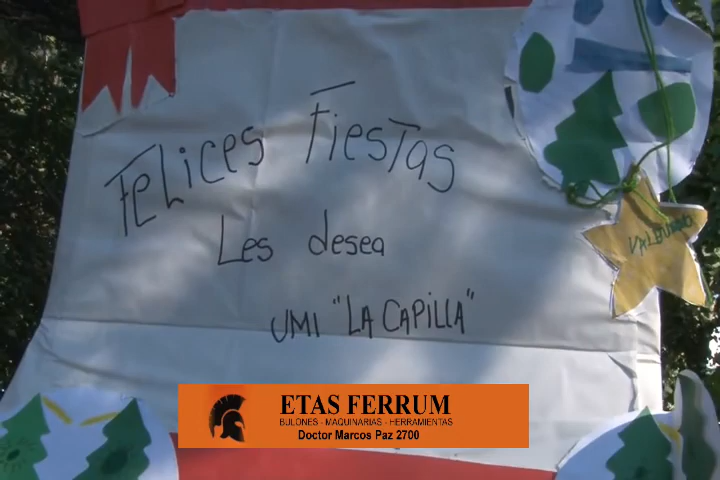 Felices Fiestas
Les desea
UMI "LA CAPILLA"
ETAS FERRUM
BULONES - MAQUINARIAS - HERRAMIENTAS
Doctor Marcos Paz 2700